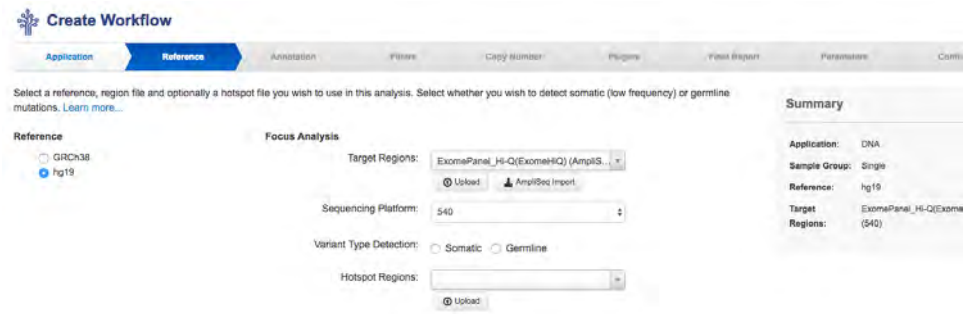 Create Workflow
Application
Reference
Annotation
Filters
Copy Number
Plugins
Final Report
Parameters
Select a reference, region file and optionally a hotspot file you wish to use in this analysis. Select whether you wish to detect somatic (low frequency) or germline
mutations. Learn more...
Summary
Reference
Focus Analysis
GRCh38
hg19
Target Regions:
ExomePanel_Hi-Q(ExomeHiQ) (AmpliS...
Upload
AmpliSeq Import
Sequencing Platform:
540
Variant Type Detection:
Somatic
Germline
Hotspot Regions:
Upload
Application: DNA
Sample Group: Single
Reference: hg19
Target ExomePanel_Hi-Q(Exome
Regions: (540)